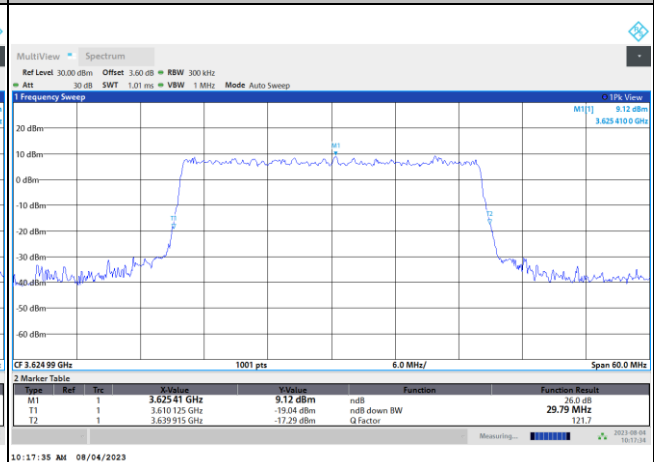 MultiView Spectrum
Ref Level 30.00 dBm Offset 3.60 dB RBW 300 kHz
Att 30 dB SWT 1.01 ms VBW 1 MHz Mode Auto Sweep
1 Frequency Sweep 1Pk View
M1[1] 9.12 dBm
3.625 410 0 GHz
20 dBm
M1
10 dBm
0 dBm
-10 dBm
T1 T2
-20 dBm
-30 dBm
-40 dBm
-50 dBm
-60 dBm
CF 3.624 99 GHz 1001 pts 6.0 MHz/ Span 60.0 MHz
2 Marker Table
Type Ref Trc X-Value Y-Value Function Function Result
M1 1 3.625 41 GHz 9.12 dBm ndB 26.0 dB
T1 1 3.610 125 GHz -19.04 dBm ndB down BW 29.79 MHz
T2 1 3.639 915 GHz -17.29 dBm Q Factor 121.7
Measuring... 2023-08-04
10:17:34
10:17:35 AM 08/04/2023